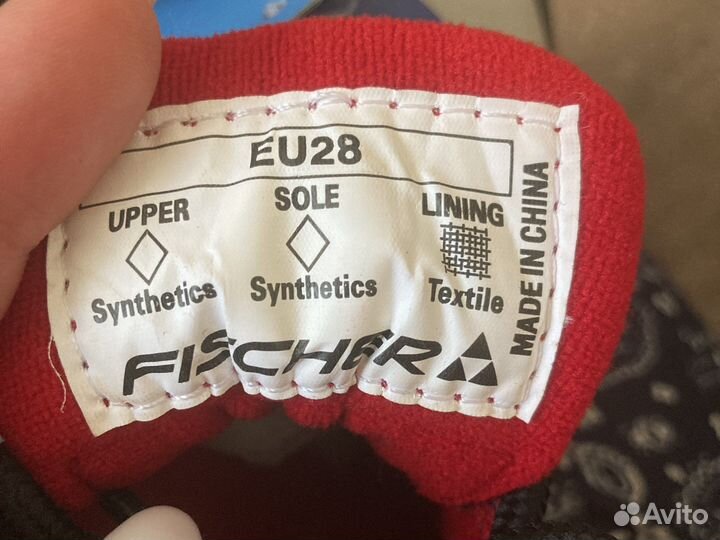 EU28
UPPER SOLE LINING
Synthetics Synthetics Textile
FISCHER
MADE IN CHINA
Avito